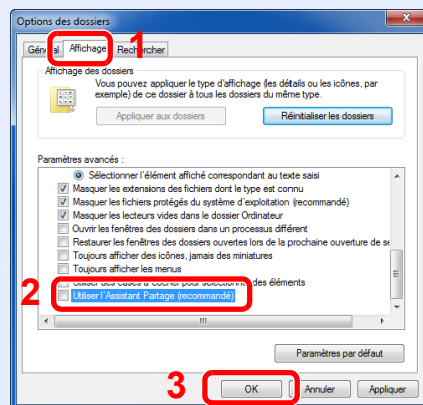 Options des dossiers
Général Affichage Rechercher
1
Affichage des dossiers
Vous pouvez appliquer le type d'affichage (les détails ou les icônes, par
exemple) de ce dossier à tous les dossiers du même type.
Appliquer aux dossiers Réinitialiser les dossiers
Paramètres avancés :
Sélectionner l'élément affiché correspondant au texte saisi
Masquer les extensions des fichiers dont le type est connu
Masquer les fichiers protégés du système d'exploitation (recommandé)
Masquer les lecteurs vides dans le dossier Ordinateur
Ouvrir les fenêtres des dossiers dans un processus différent
Restaurer les fenêtres des dossiers ouvertes lors de la prochaine ouverture de se
Toujours afficher des icônes, jamais des miniatures
Toujours afficher les menus
Utiliser des cases à cocher pour sélectionner des éléments
2
Utiliser l'Assistant Partage (recommandé)
Paramètres par défaut
3
OK Annuler Appliquer